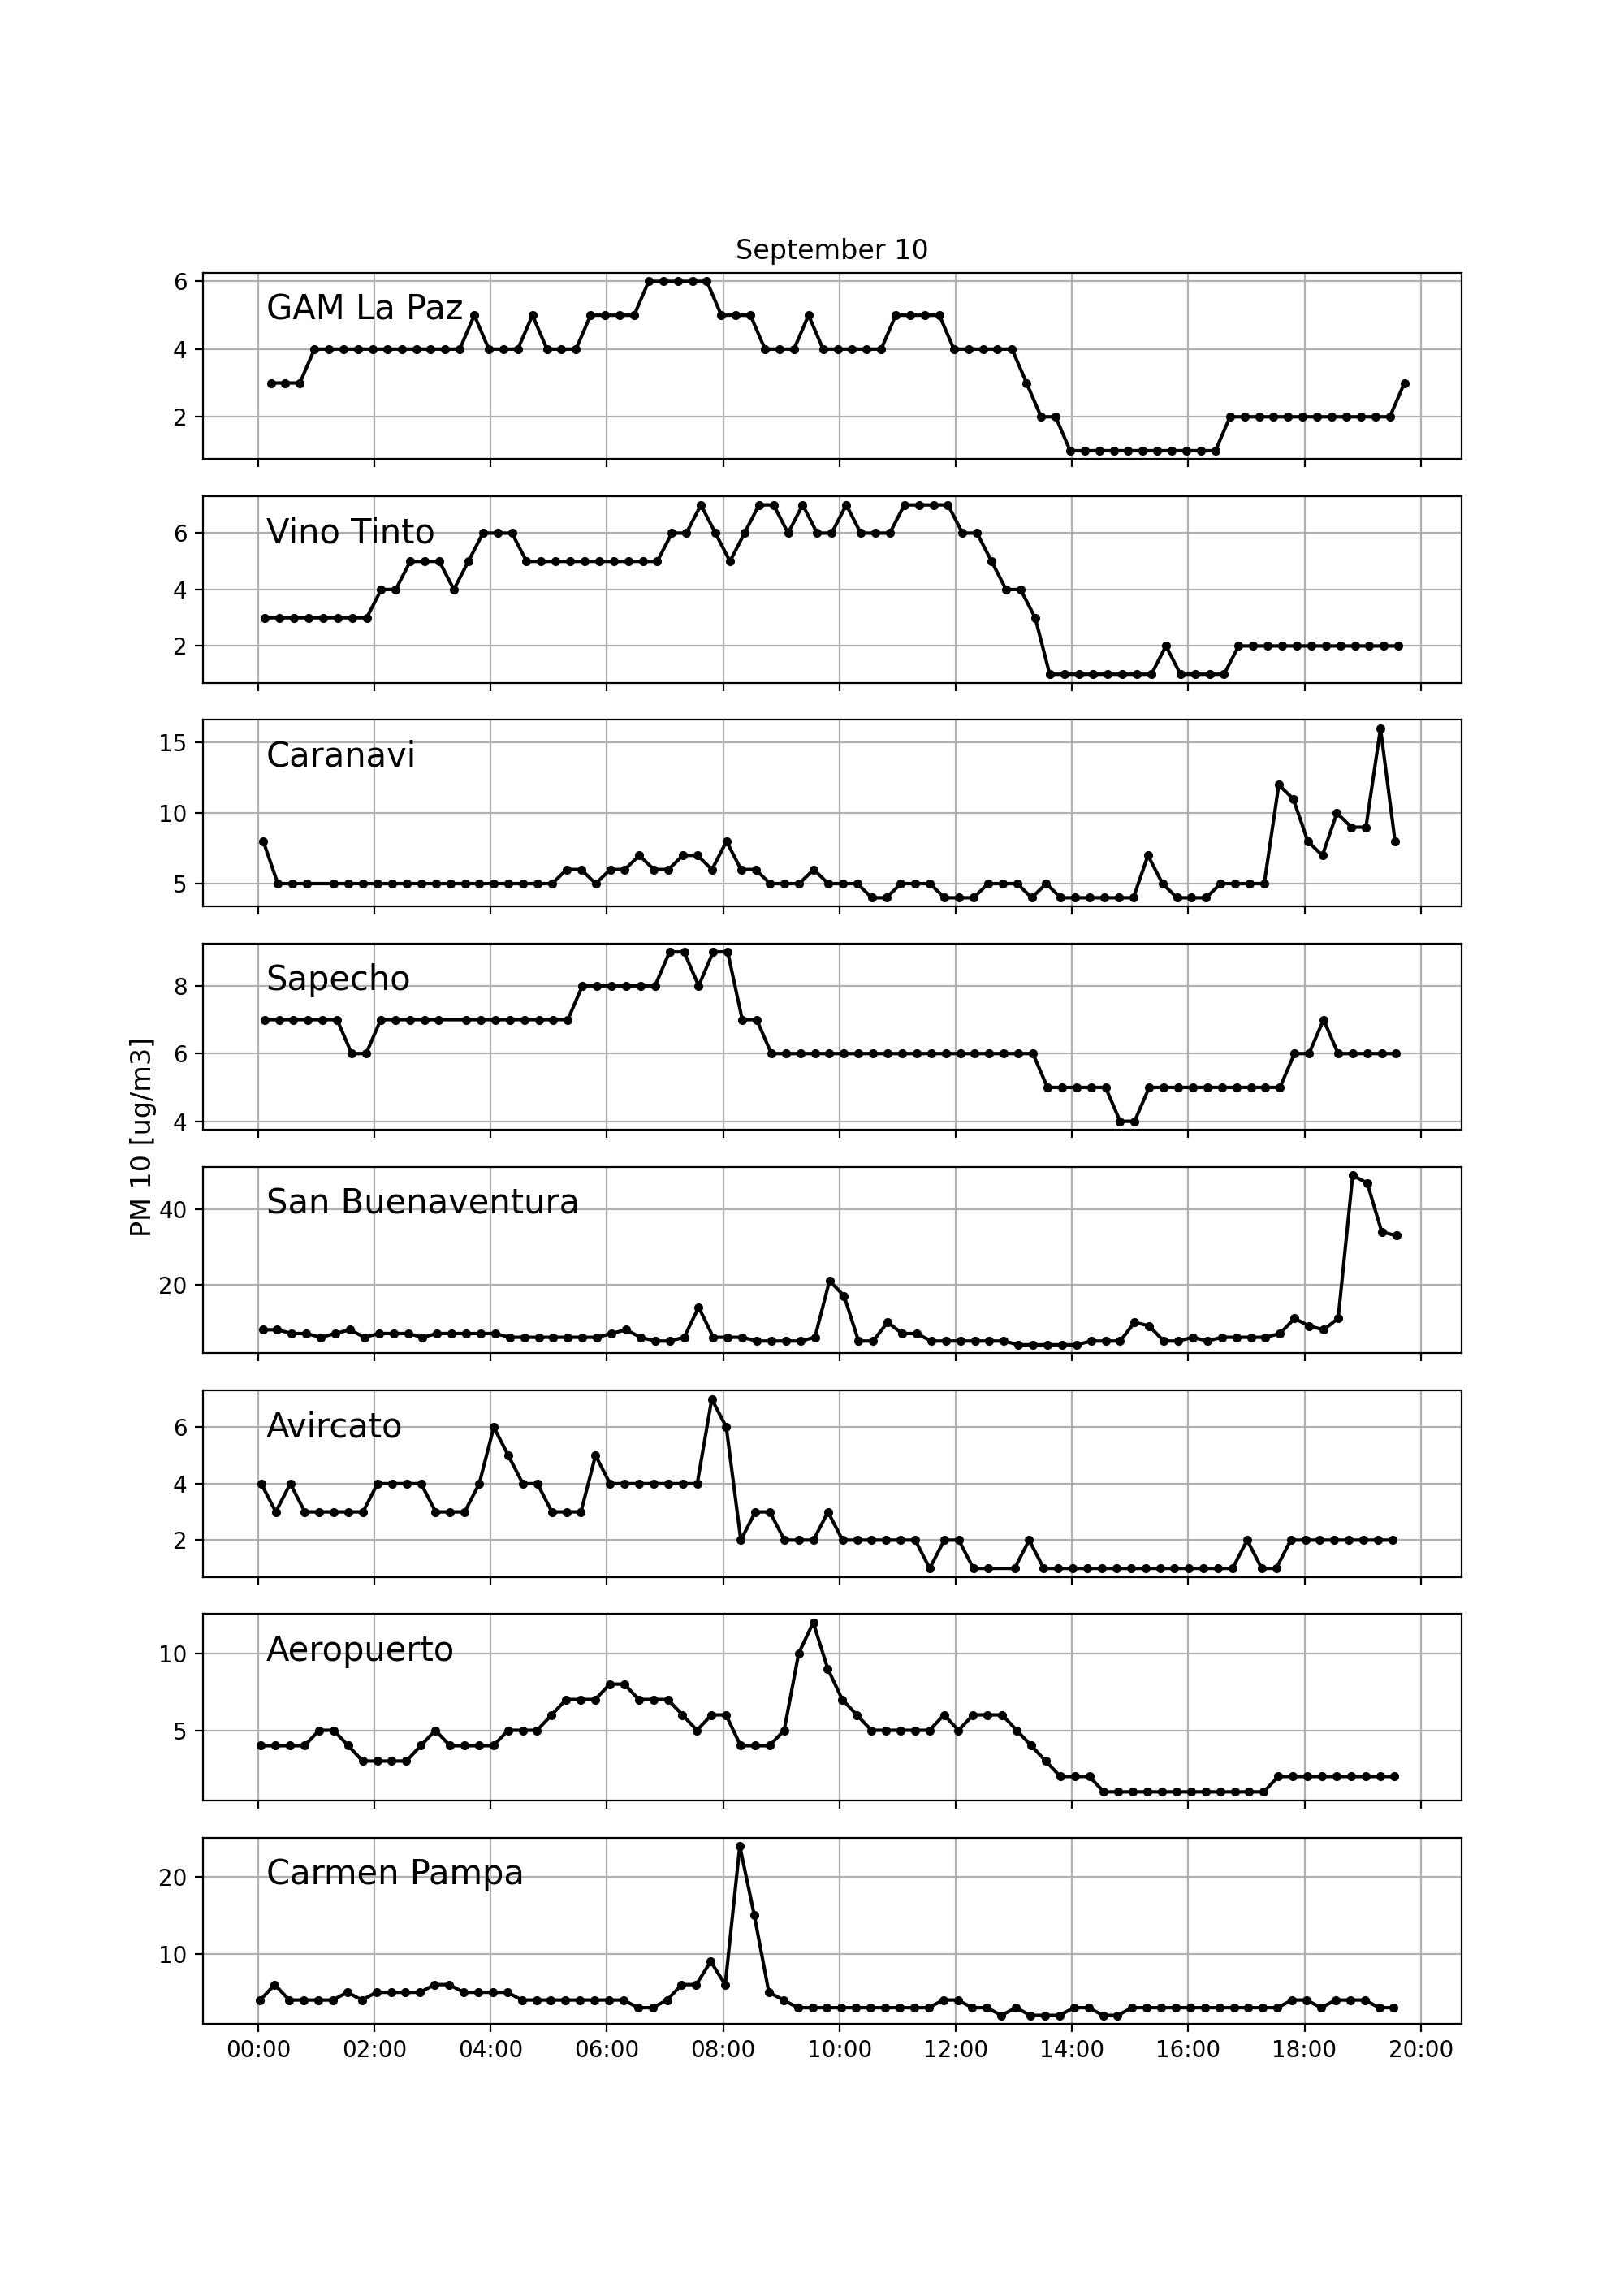 September 10
6
GAM La Paz
4
2
6
Vino Tinto
4
2
15
Caranavi
10
5
8
Sapecho
6
4
PM 10 [ug/m3]
40
San Buenaventura
20
6
Avircato
4
2
10
Aeropuerto
5
20
Carmen Pampa
10
00:00 02:00 04:00 06:00 08:00 10:00 12:00 14:00 16:00 18:00 20:00